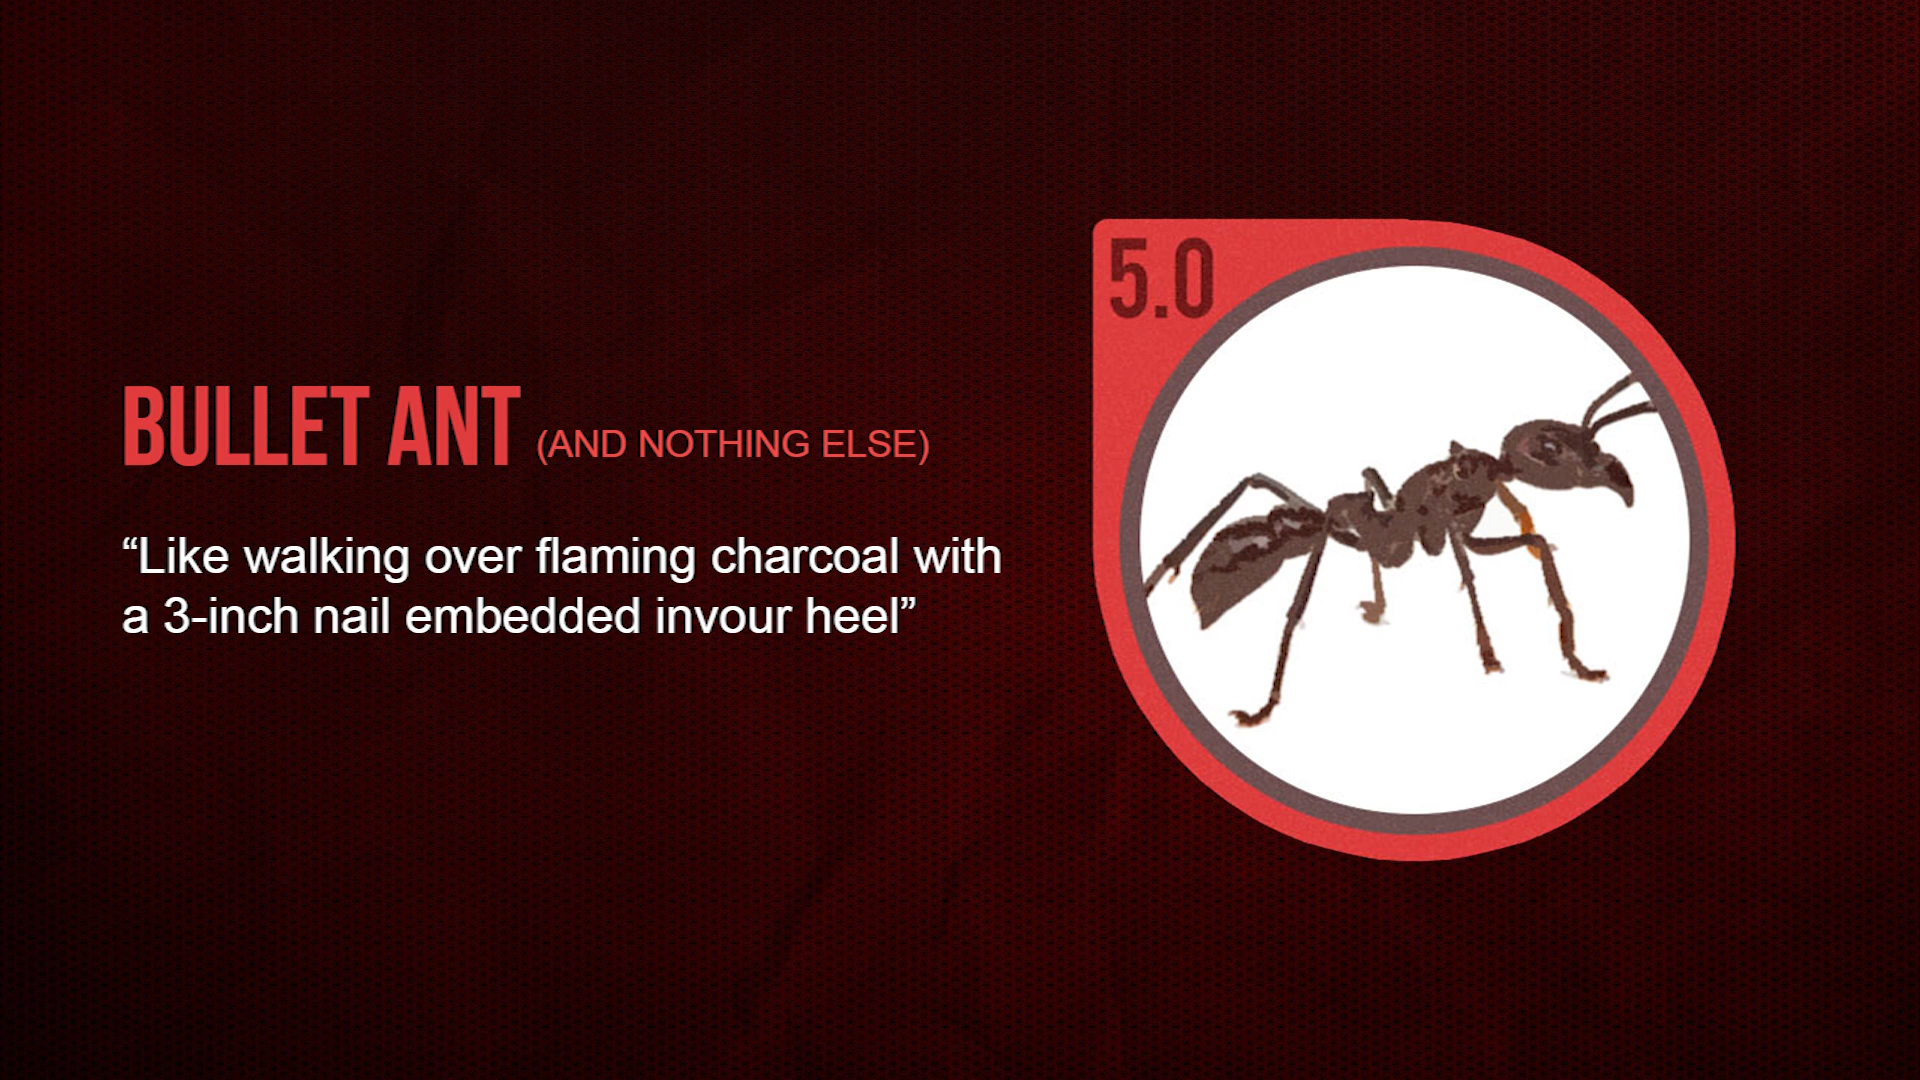 5.0
BULLET ANT (AND NOTHING ELSE)
“Like walking over flaming charcoal with
a 3-inch nail embedded invour heel”